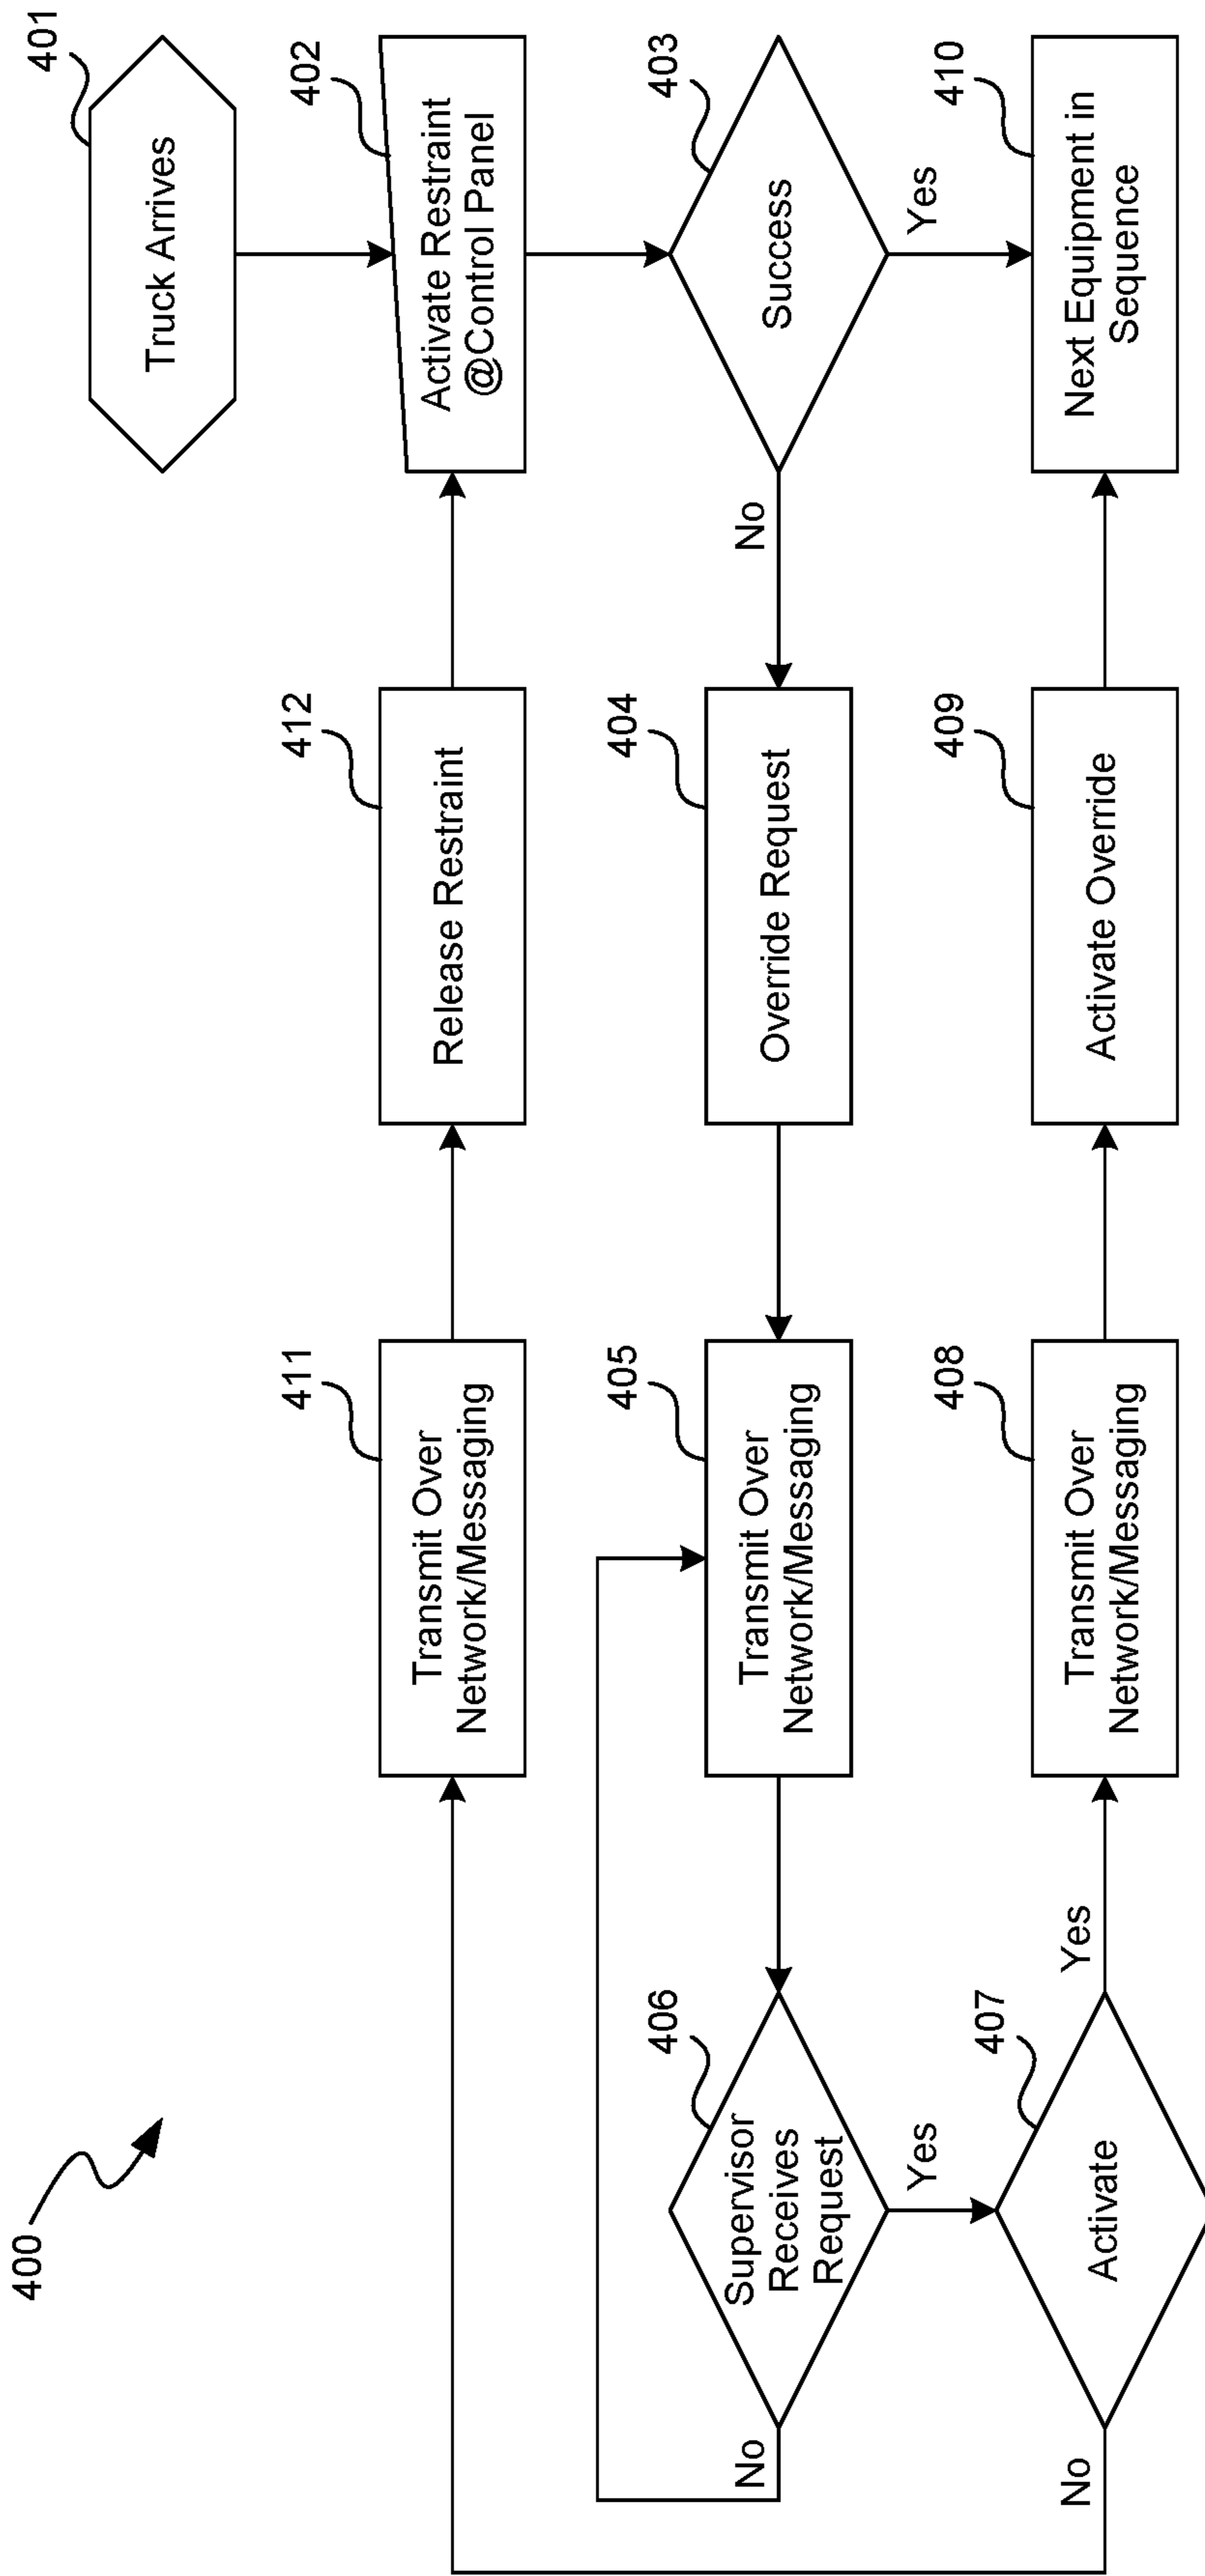 400
401
Truck Arrives
411
Transmit Over
Network/Messaging
412
Release Restraint
402
Activate Restraint
@Control Panel
406
Supervisor
Receives
Request
No
Yes
405
Transmit Over
Network/Messaging
404
Override Request
No
403
Success
Yes
407
Activate
No
Yes
408
Transmit Over
Network/Messaging
409
Activate Override
410
Next Equipment in
Sequence